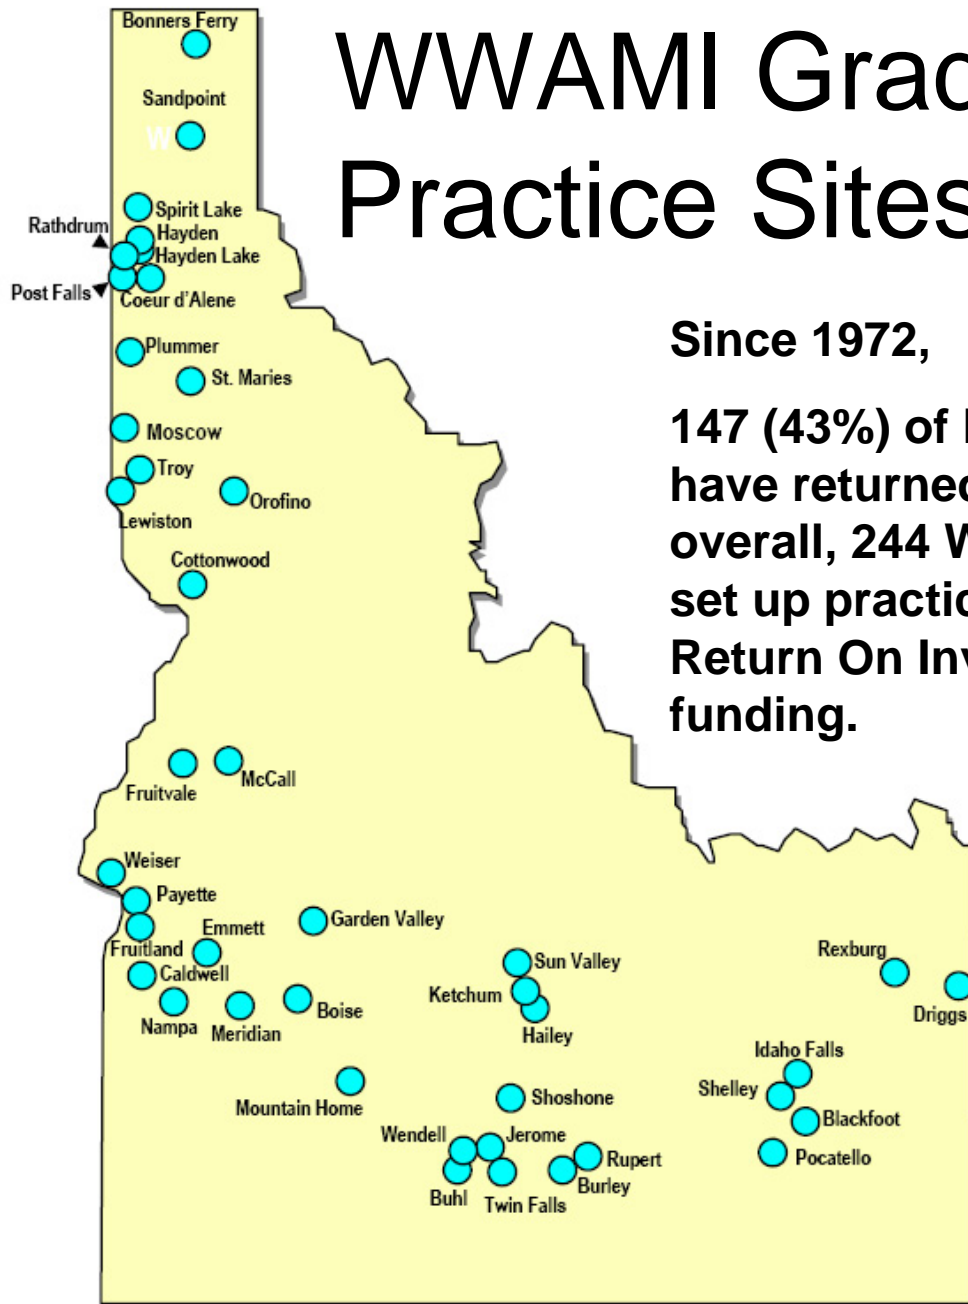 WWAMI Grad
Practice Sites
Since 1972,
147 (43%) of
have returned
overall, 244 W
set up practic
Return On Inv
funding.
Bonners Ferry
Sandpoint
W
Spirit Lake
Rathdrum
Hayden
Hayden Lake
Post Falls
Coeur d'Alene
Plummer
St. Maries
Moscow
Troy
Orofino
Lewiston
Cottonwood
McCall
Fruitvale
Weiser
Payette
Garden Valley
Emmett
Fruitland
Caldwell
Sun Valley
Rexburg
Ketchum
Boise
Driggs
Nampa
Meridian
Hailey
Idaho Falls
Shelley
Mountain Home
Shoshone
Blackfoot
Wendell
Jerome
Rupert
Pocatello
Burley
Buhl
Twin Falls